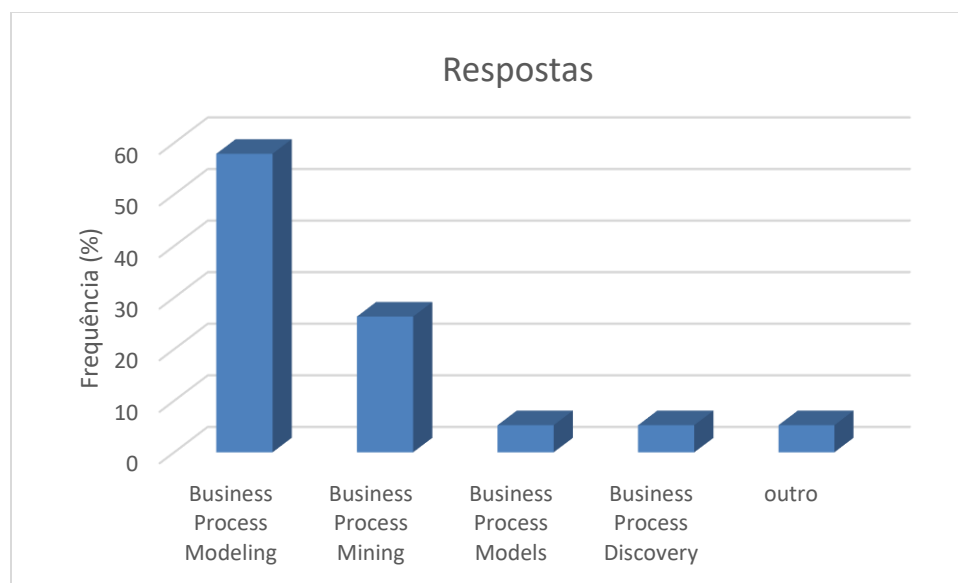 Respostas
Frequência (%)
60
50
40
30
20
10
0
Business
Process
Modeling
Business
Process
Mining
Business
Process
Models
Business
Process
Discovery
outro